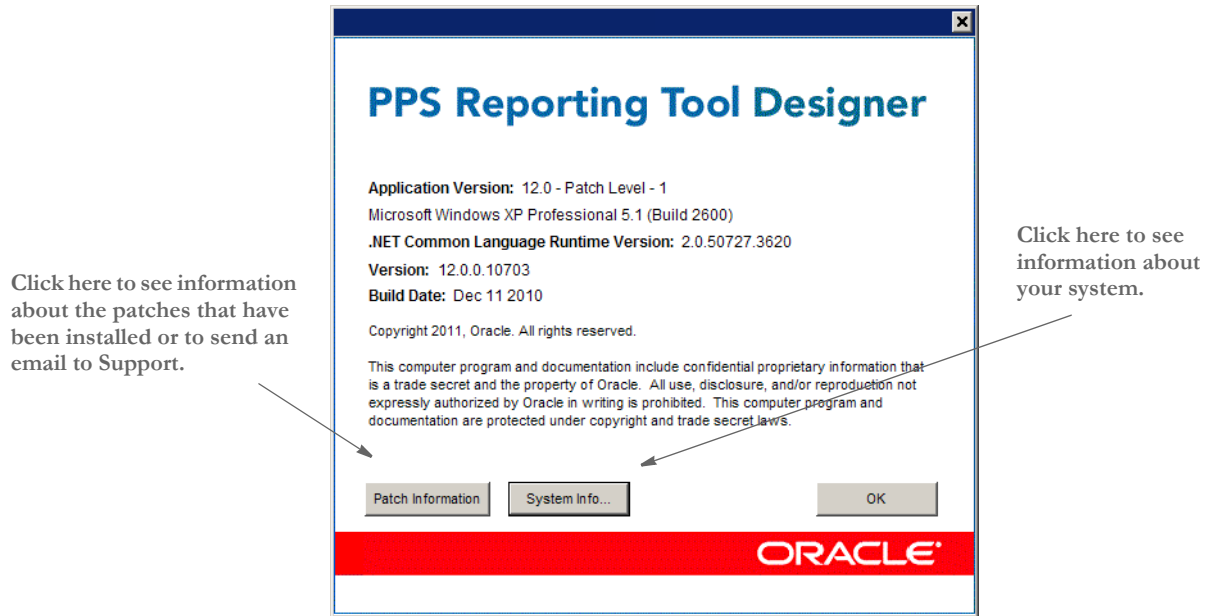 PPS Reporting Tool Designer
Application Version: 12.0 - Patch Level - 1
Microsoft Windows XP Professional 5.1 (Build 2600)
.NET Common Language Runtime Version: 2.0.50727.3620
Version: 12.0.0.10703
Build Date: Dec 11 2010
Copyright 2011, Oracle. All rights reserved.
This computer program and documentation include confidential proprietary information that
is a trade secret and the property of Oracle. All use, disclosure, and/or reproduction not
expressly authorized by Oracle in writing is prohibited. This computer program and
documentation are protected under copyright and trade secret laws.
Patch Information
System Info...
OK
ORACLE
Click here to see information
about the patches that have
been installed or to send an
email to Support.
Click here to see
information about
your system.